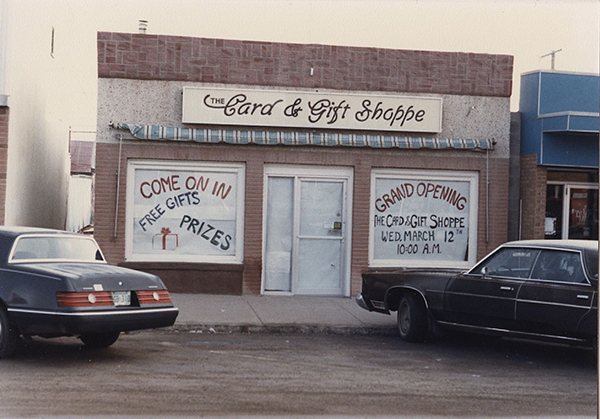 THE Card & Gift Shoppe
COME ON IN
FREE GIFTS
PRIZES
GRAND OPENING
THE CARD & GIFT SHOPPE
WED. MARCH 12TH
10:00 A.M.